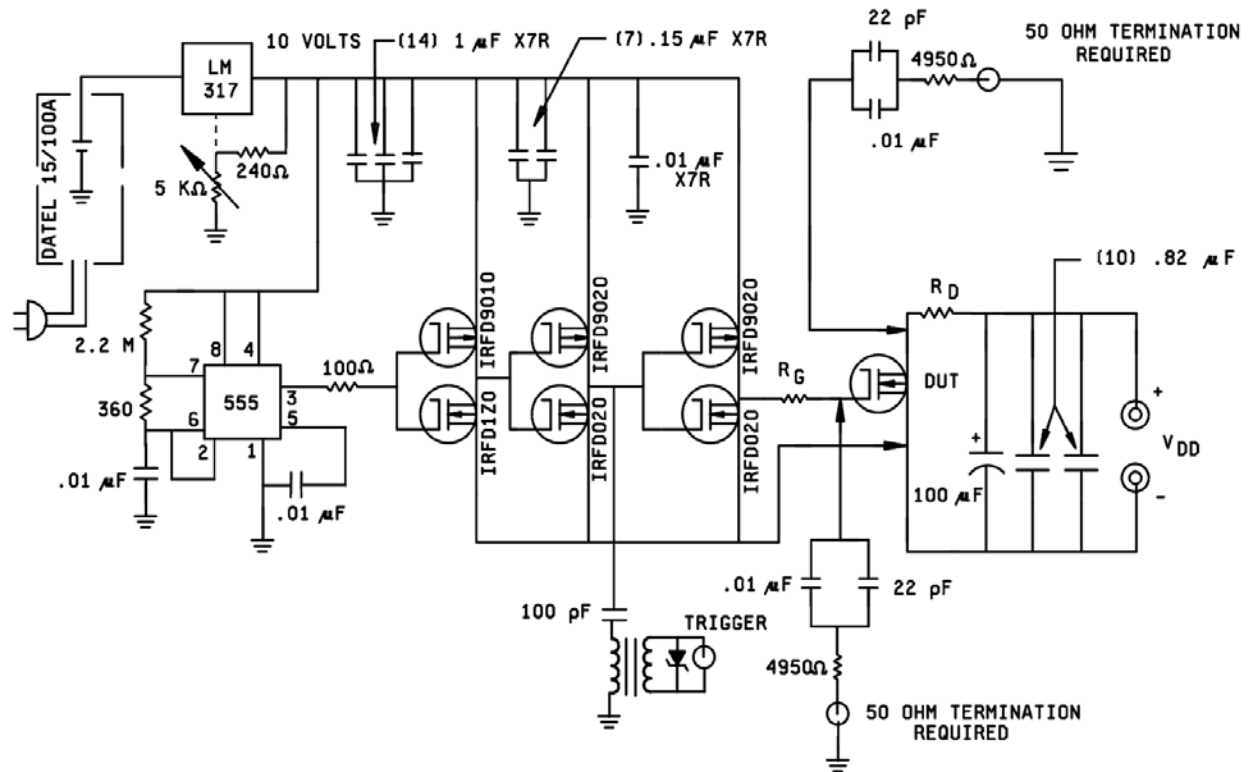 22 pF
50 OHM TERMINATION
REQUIRED
4950Ω
.01 µF
10 VOLTS
(14) 1 µF X7R
(7) .15 µF X7R
LM
317
DATEL 15/100A
5 KΩ
240Ω
.01 µF
X7R
2.2 M
360
.01 µF
8
4
7
555
3
6
5
2
1
.01 µF
100Ω
IRFD9010
IRFD1Z0
IRFD9020
IRFD020
IRFD9020
IRFD020
R G
R D
DUT
(10) .82 µF
+
100 µF
+
V DD
-
100 pF
TRIGGER
.01 µF
22 pF
4950Ω
50 OHM TERMINATION
REQUIRED